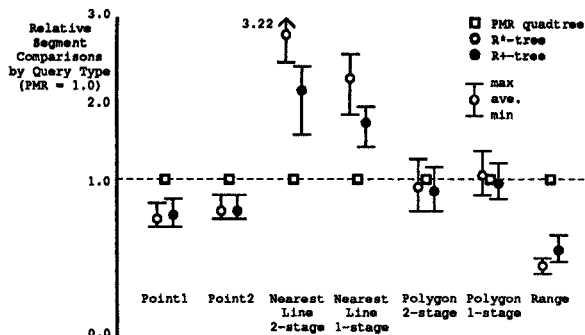 Relative
Segment
Comparisons
by Query Type
(PMR = 1.0)
3.0
2.0
1.0
0.0
3.22
PMR quadtree
R*-tree
R+-tree
max
ave.
min
Point1
Point2
Nearest
Line
2-stage
Nearest
Line
1-stage
Polygon
2-stage
Polygon
1-stage
Range